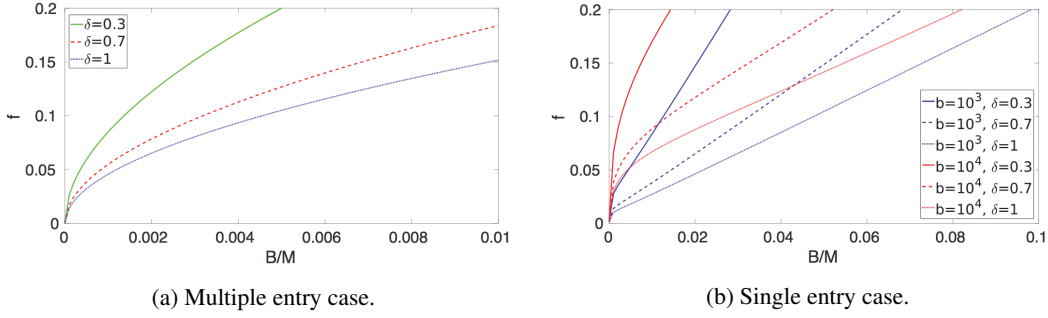 0.2
0.15
0.1
0.05
0
f
δ=0.3
δ=0.7
δ=1
0 0.002 0.004 0.006 0.008 0.01
B/M
(a) Multiple entry case.
0.2
0.15
0.1
0.05
0
f
b=10³, δ=0.3
b=10³, δ=0.7
b=10³, δ=1
b=10⁴, δ=0.3
b=10⁴, δ=0.7
b=10⁴, δ=1
0 0.02 0.04 0.06 0.08 0.1
B/M
(b) Single entry case.